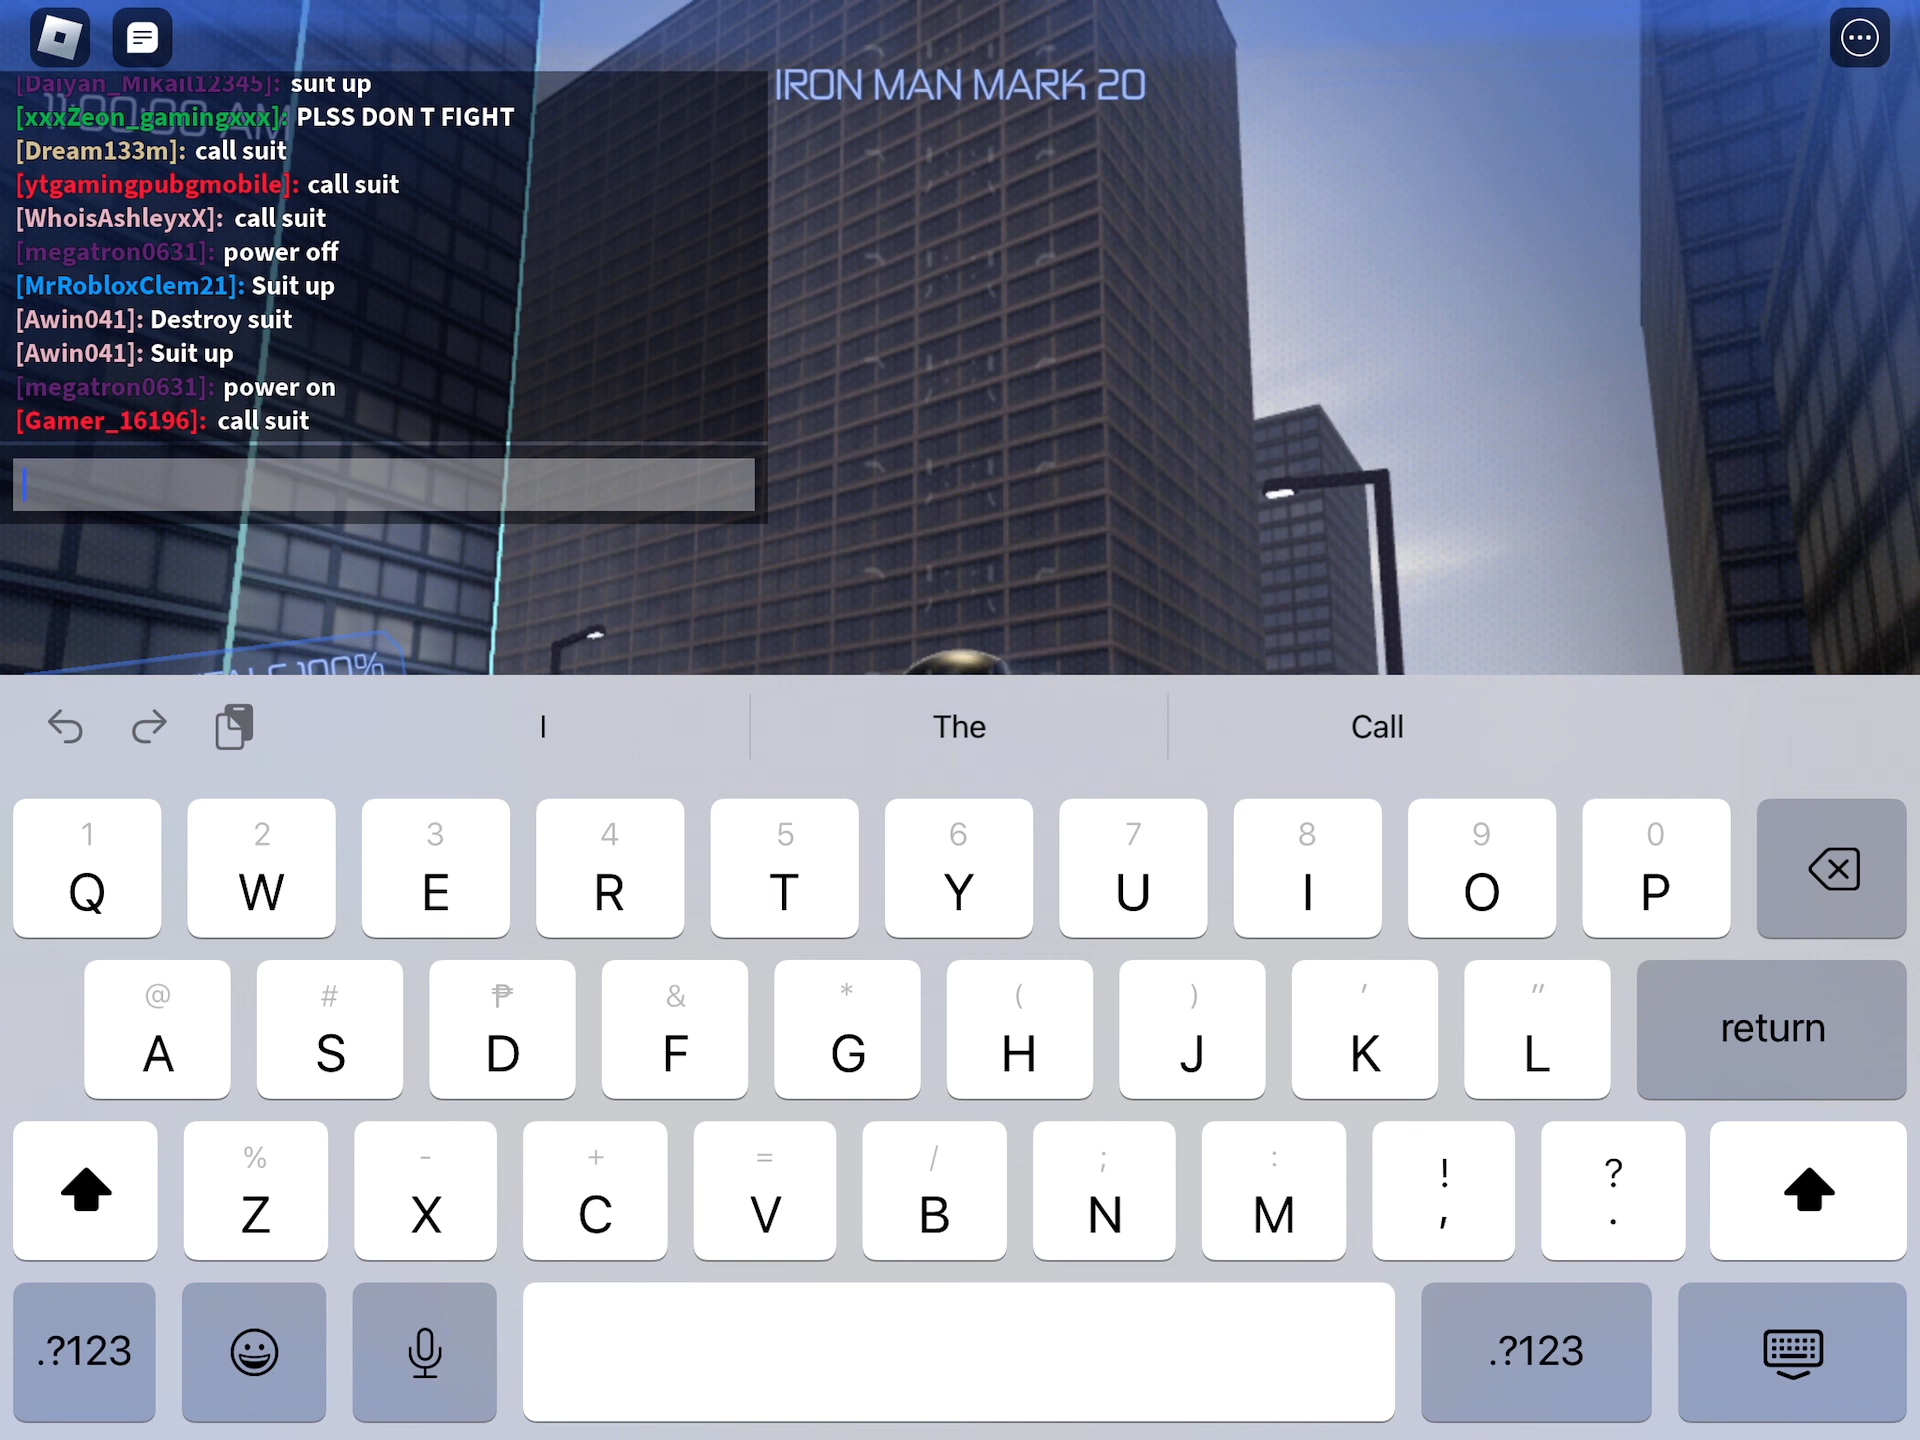 IRON MAN MARK 20
[Daiyan_Mikail12345]: suit up
[xxxZeon_gamingxxx]: PLSS DON T FIGHT
[Dream133m]: call suit
[ytgamingpubgmobile]: call suit
[WhoisAshleyxX]: call suit
[megatron0631]: power off
[MrRobloxClem21]: Suit up
[Awin041]: Destroy suit
[Awin041]: Suit up
[megatron0631]: power on
[Gamer_16196]: call suit
100%
I The Call
1 2 3 4 5 6 7 8 9 0
Q W E R T Y U I O P
@ # ₱ & * ( ) ' "
A S D F G H J K L return
% - + = / ; : ! ?
Z X C V B N M , .
.?123 .?123